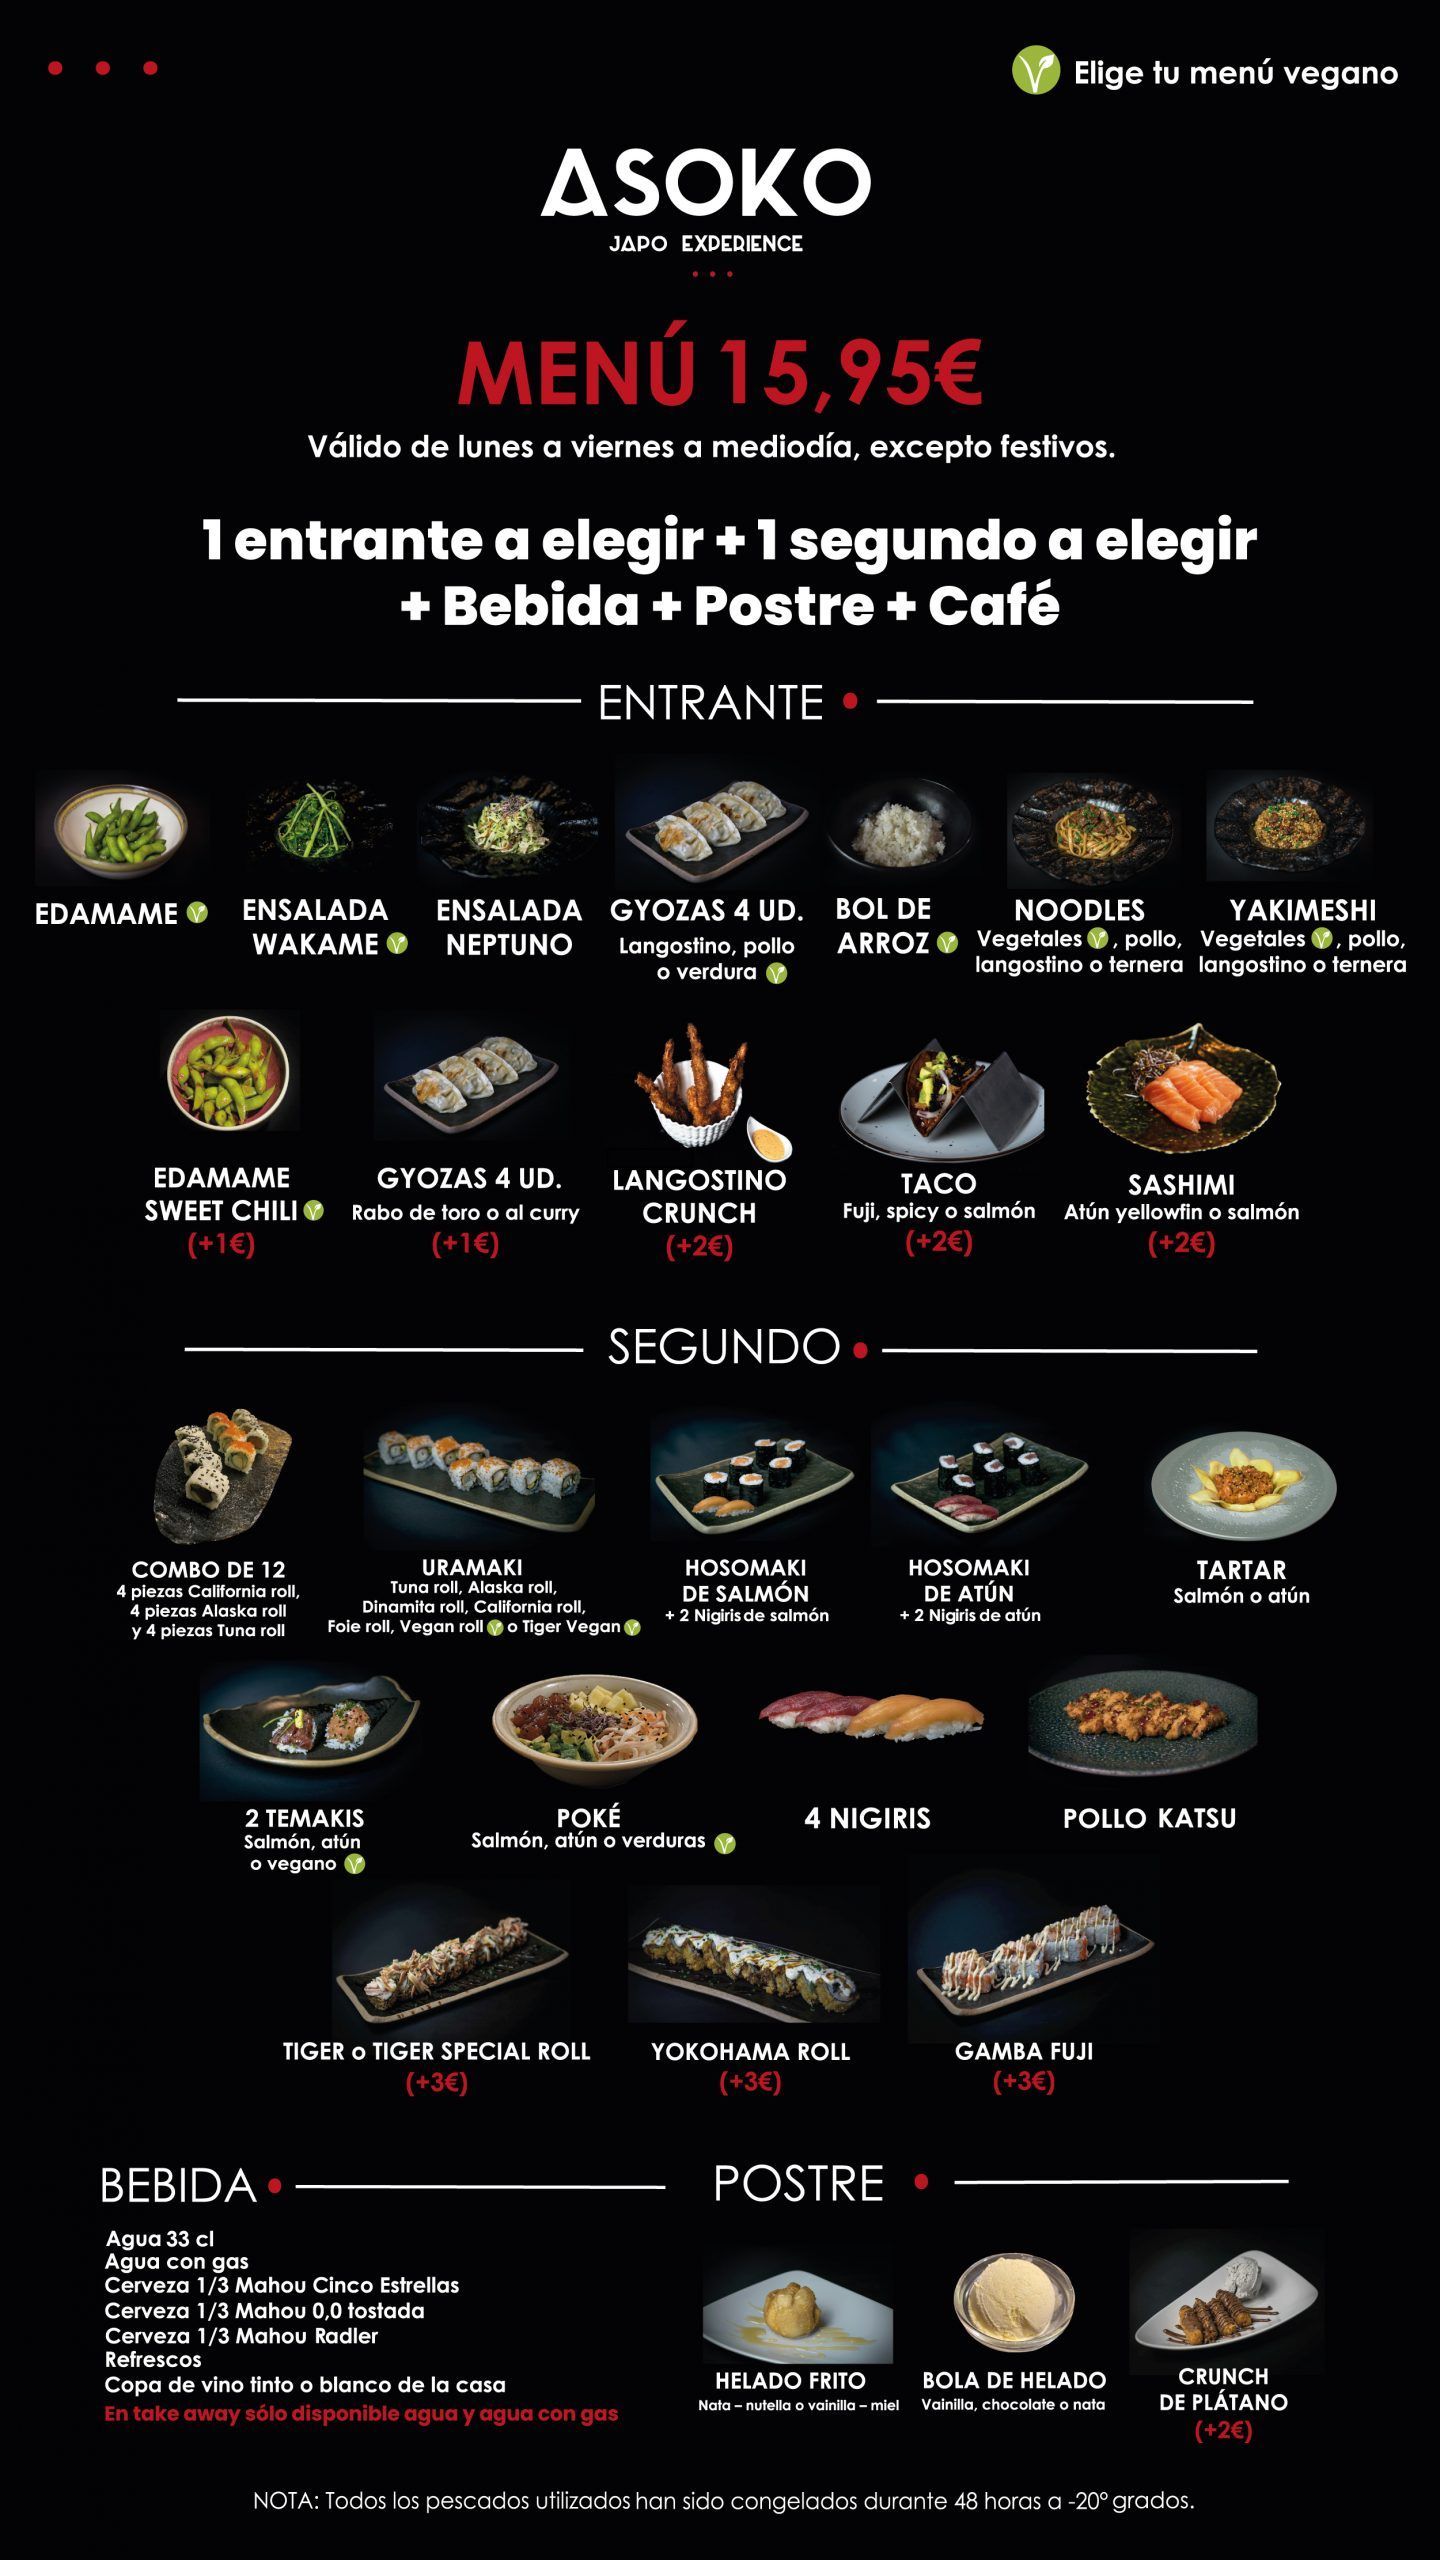 Elige tu menú vegano
ASOKO
JAPO EXPERIENCE
MENÚ 15,95€
Válido de lunes a viernes a mediodía, excepto festivos.
1 entrante a elegir + 1 segundo a elegir
+ Bebida + Postre + Café
ENTRANTE
EDAMAME
ENSALADA
WAKAME
ENSALADA
NEPTUNO
GYOZAS 4 UD.
Langostino, pollo
o verdura
BOL DE
ARROZ
NOODLES
Vegetales , pollo,
langostino o ternera
YAKIMESHI
Vegetales , pollo,
langostino o ternera
EDAMAME
SWEET CHILI
(+1€)
GYOZAS 4 UD.
Rabo de toro o al curry
(+1€)
LANGOSTINO
CRUNCH
(+2€)
TACO
Fuji, spicy o salmón
(+2€)
SASHIMI
Atún yellowfin o salmón
(+2€)
SEGUNDO
COMBO DE 12
4 piezas California roll,
4 piezas Alaska roll
y 4 piezas Tuna roll
URAMAKI
Tuna roll, Alaska roll,
Dinamita roll, California roll,
Foie roll, Vegan roll o Tiger Vegan
HOSOMAKI
DE SALMÓN
+ 2 Nigiris de salmón
HOSOMAKI
DE ATÚN
+ 2 Nigiris de atún
TARTAR
Salmón o atún
2 TEMAKIS
Salmón, atún
o vegano
POKÉ
Salmón, atún o verduras
4 NIGIRIS
POLLO KATSU
TIGER o TIGER SPECIAL ROLL
(+3€)
YOKOHAMA ROLL
(+3€)
GAMBA FUJI
(+3€)
BEBIDA
Agua 33 cl
Agua con gas
Cerveza 1/3 Mahou Cinco Estrellas
Cerveza 1/3 Mahou 0,0 tostada
Cerveza 1/3 Mahou Radler
Refrescos
Copa de vino tinto o blanco de la casa
En take away sólo disponible agua y agua con gas
POSTRE
HELADO FRITO
Nata – nutella o vainilla – miel
BOLA DE HELADO
Vainilla, chocolate o nata
CRUNCH
DE PLÁTANO
(+2€)
NOTA: Todos los pescados utilizados han sido congelados durante 48 horas a -20º grados.